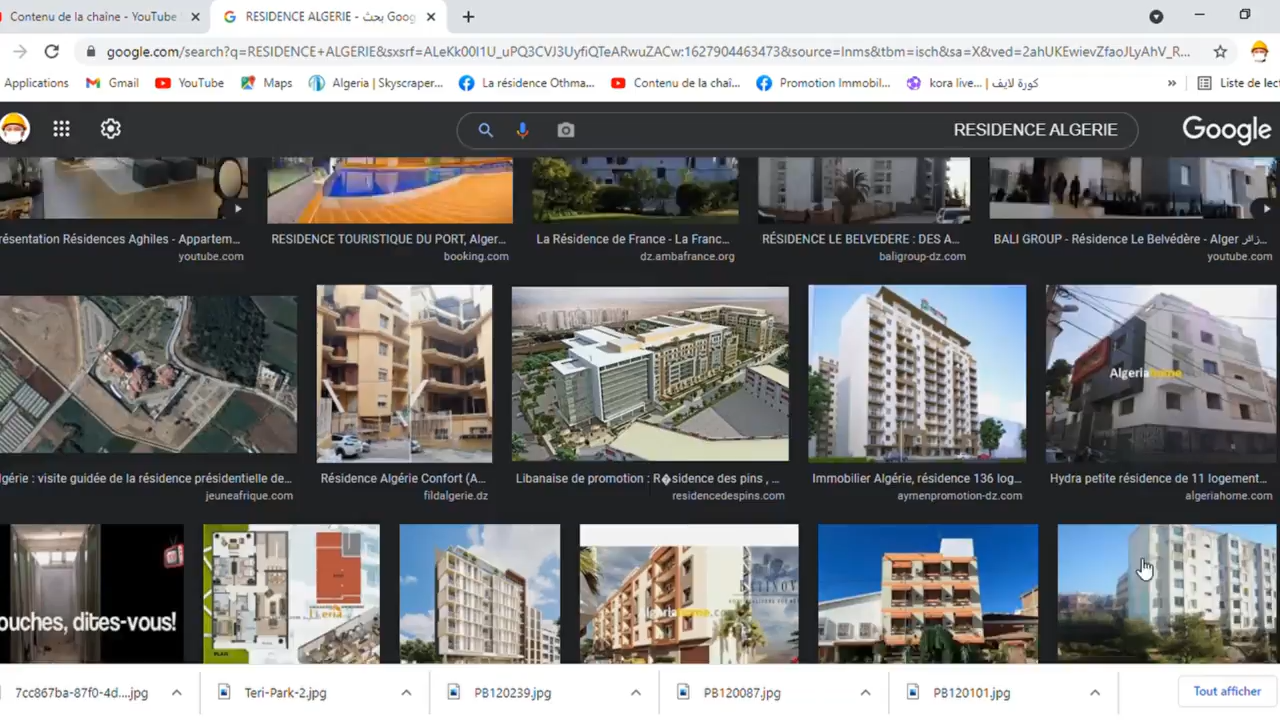 Contenu de la chaîne - YouTube
RESIDENCE ALGERIE - بحث Goog
google.com/search?q=RESIDENCE+ALGERIE&sxsrf=ALeKk00I1U_uPQ3CVJ3UyfiQTeARwuZACw:1627904463473&source=lnms&tbm=isch&sa=X&ved=2ahUKEwievZfaoJLyAhV_R...
Applications
Gmail
YouTube
Maps
Algeria | Skyscraper...
La résidence Othma...
Contenu de la chaî...
Promotion Immobil...
kora live... | كورة لايف
»
Liste de lect
RESIDENCE ALGERIE
Google
résentation Résidences Aghiles - Appartem...
youtube.com
RESIDENCE TOURISTIQUE DU PORT, Alger...
booking.com
La Résidence de France - La Franc...
dz.ambafrance.org
RÉSIDENCE LE BELVEDERE : DES A...
baligroup-dz.com
BALI GROUP - Résidence Le Belvédère - Alger زائر...
youtube.com
Algeriahome
lgérie : visite guidée de la résidence présidentielle de...
jeuneafrique.com
Résidence Algérie Confort (A...
fildalgerie.dz
Libanaise de promotion : R�sidence des pins , ...
residencedespins.com
Immobilier Algérie, résidence 136 log...
aymenpromotion-dz.com
Hydra petite résidence de 11 logement...
algeriahome.com
ouches, dites-vous!
7cc867ba-87f0-4d....jpg
Teri-Park-2.jpg
PB120239.jpg
PB120087.jpg
PB120101.jpg
Tout afficher